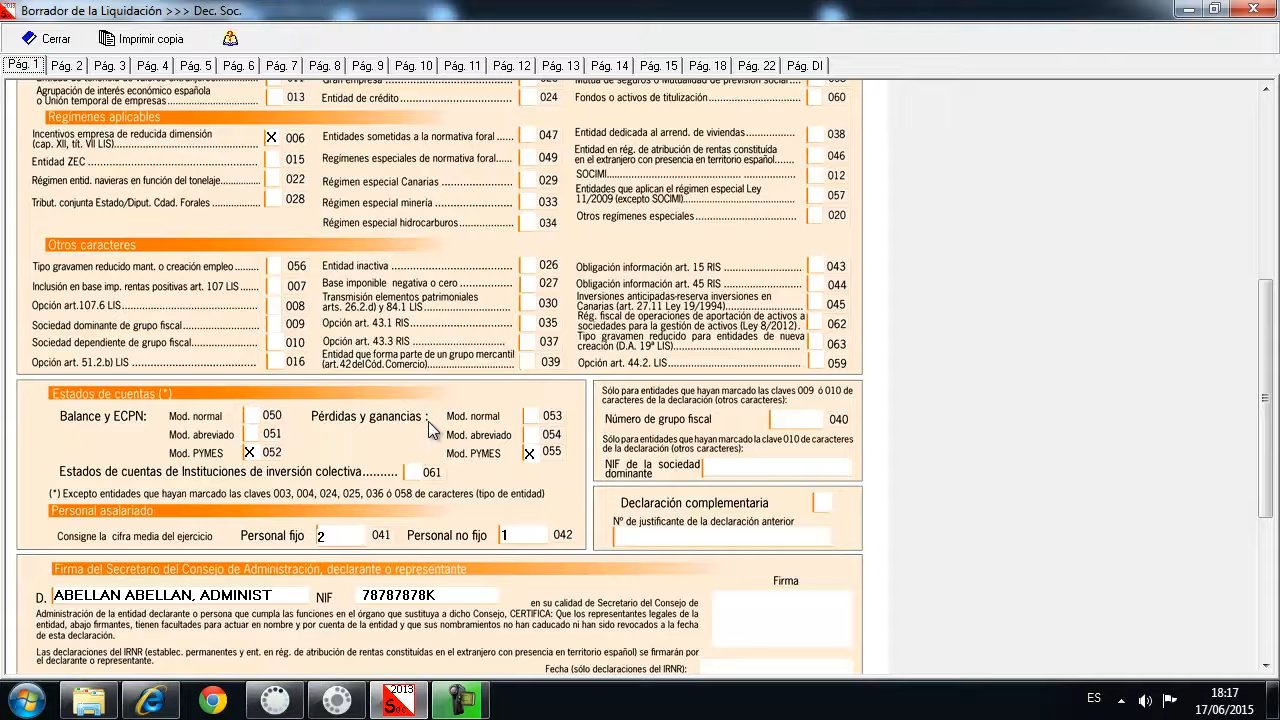 2013
Borrador de la Liquidación >>> Dec. Soc.
Cerrar
Imprimir copia
Pág. 1 Pág. 2 Pág. 3 Pág. 4 Pág. 5 Pág. 6 Pág. 7 Pág. 8 Pág. 9 Pág. 10 Pág. 11 Pág. 12 Pág. 13 Pág. 14 Pág. 15 Pág. 18 Pág. 22 Pág. DI
Agrupación de interés económico española
o Unión temporal de empresas 013
Entidad de crédito 024
Fondos o activos de titulización 060
Regímenes aplicables
Incentivos empresa de reducida dimensión
(cap. XII, tít. VII LIS) X 006
Entidad ZEC 015
Régimen entid. navieras en función del tonelaje 022
Tribut. conjunta Estado/Diput. Cdad. Forales 028
Entidades sometidas a la normativa foral 047
Regímenes especiales de normativa foral 049
Régimen especial Canarias 029
Régimen especial minería 033
Régimen especial hidrocarburos 034
Entidad dedicada al arrend. de viviendas 038
Entidad en rég. de atribución de rentas constituída
en el extranjero con presencia en territorio español 046
SOCIMI 012
Entidades que aplican el régimen especial Ley
11/2009 (excepto SOCIMI) 057
Otros regímenes especiales 020
Otros caracteres
Tipo gravamen reducido mant. o creación empleo 056
Inclusión en base imp. rentas positivas art. 107 LIS 007
Opción art.107.6 LIS 008
Sociedad dominante de grupo fiscal 009
Sociedad dependiente de grupo fiscal 010
Opción art. 51.2.b) LIS 016
Entidad inactiva 026
Base imponible negativa o cero 027
Transmisión elementos patrimoniales
arts. 26.2.d) y 84.1 LIS 030
Opción art. 43.1 RIS 035
Opción art. 43.3 RIS 037
Entidad que forma parte de un grupo mercantil
(art. 42 del Cód. Comercio) 039
Obligación información art. 15 RIS 043
Obligación información art. 45 RIS 044
Inversiones anticipadas-reserva inversiones en
Canarias (art. 27.11 Ley 19/1994) 045
Rég. fiscal de operaciones de aportación de activos a
sociedades para la gestión de activos (Ley 8/2012). 062
Tipo gravamen reducido para entidades de nueva
creación (D.A. 19ª LIS) 063
Opción art. 44.2. LIS 059
Estados de cuentas (*)
Balance y ECPN: Mod. normal 050
Mod. abreviado 051
Mod. PYMES X 052
Pérdidas y ganancias : Mod. normal 053
Mod. abreviado 054
Mod. PYMES X 055
Estados de cuentas de Instituciones de inversión colectiva 061
(*) Excepto entidades que hayan marcado las claves 003, 004, 024, 025, 036 ó 058 de caracteres (tipo de entidad)
Personal asalariado
Consigne la cifra media del ejercicio Personal fijo 2 041 Personal no fijo 1 042
Sólo para entidades que hayan marcado las claves 009 ó 010 de
caracteres de la declaración (otros caracteres):
Número de grupo fiscal 040
Sólo para entidades que hayan marcado la clave 010 de caracteres
de la declaración (otros caracteres):
NIF de la sociedad
dominante
Declaración complementaria
Nº de justificante de la declaración anterior
Firma del Secretario del Consejo de Administración, declarante o representante
D. ABELLAN ABELLAN, ADMINIST NIF 78787878K en su calidad de Secretario del Consejo de
Administración de la entidad declarante o persona que cumpla las funciones en el órgano que sustituya a dicho Consejo, CERTIFICA: Que los representantes legales de la
entidad, abajo firmantes, tienen facultades para actuar en nombre y por cuenta de la entidad y que sus nombramientos no han caducado ni han sido revocados a la fecha
de esta declaración.
Las declaraciones del IRNR (establec. permanentes y ent. en rég. de atribución de rentas constituidas en el extranjero con presencia en territorio español) se firmarán por
el declarante o representante.
Fecha (sólo declaraciones del IRNR):
Firma
2013
Soc
ES
18:17
17/06/2015